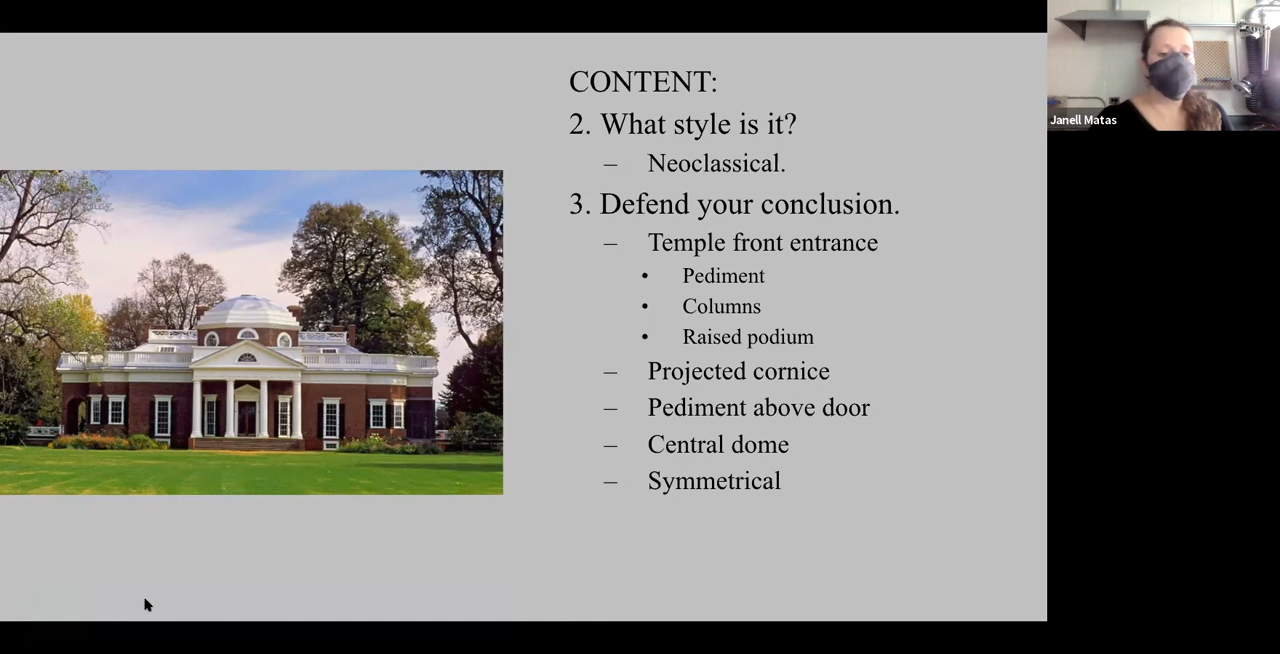 CONTENT:
2. What style is it?
– Neoclassical.
3. Defend your conclusion.
– Temple front entrance
• Pediment
• Columns
• Raised podium
– Projected cornice
– Pediment above door
– Central dome
– Symmetrical
Janell Matas